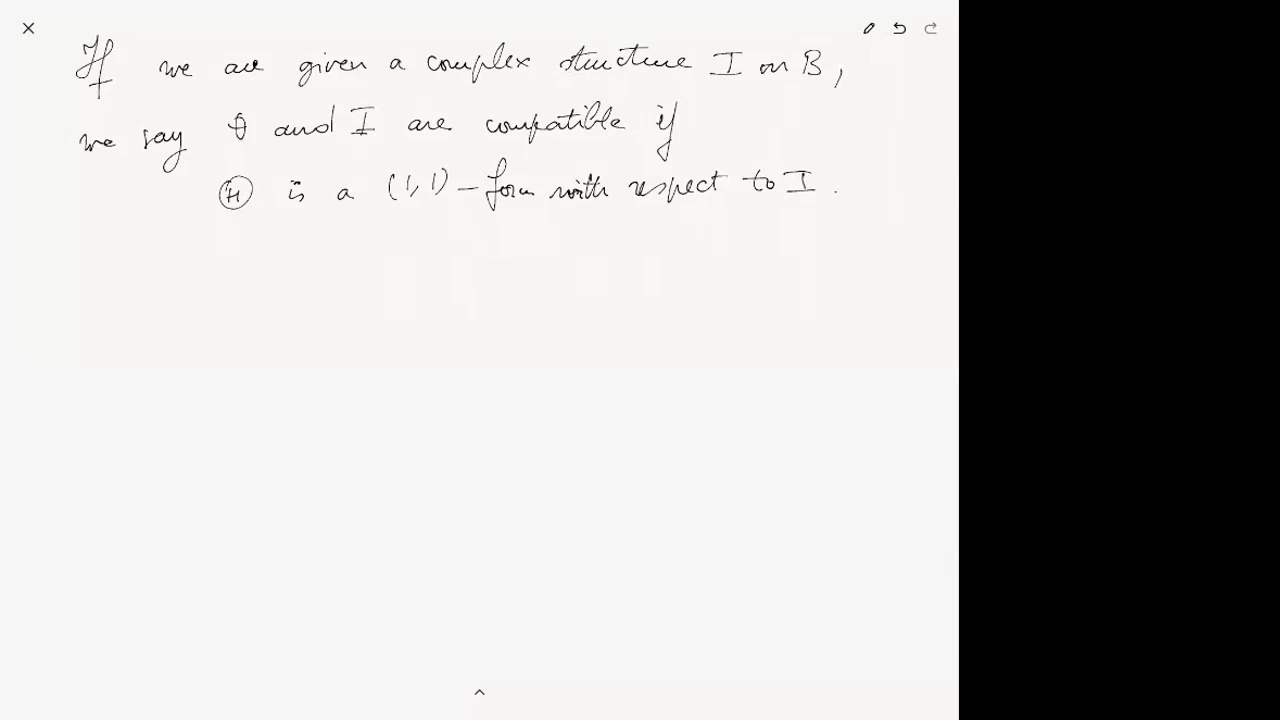 If we are given a complex structure I on B,
we say θ and I are compatible if
Ⓗ is a (1,1)-form with respect to I.